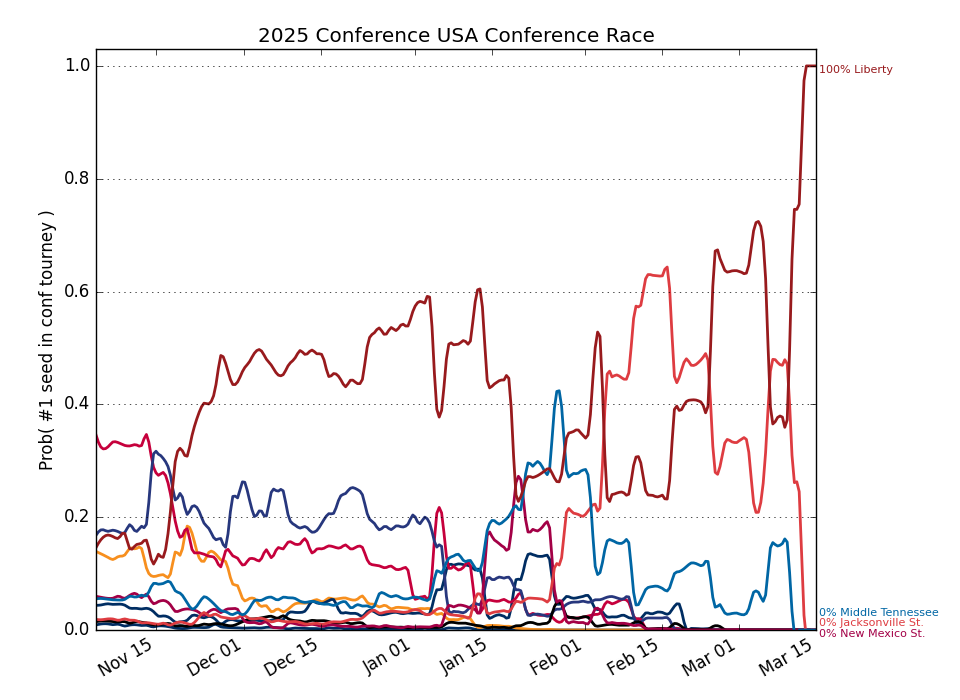 2025 Conference USA Conference Race
Prob( #1 seed in conf tourney )
1.0
0.8
0.6
0.4
0.2
0.0
100% Liberty
0% Middle Tennessee
0% Jacksonville St.
0% New Mexico St.
Nov 15
Dec 01
Dec 15
Jan 01
Jan 15
Feb 01
Feb 15
Mar 01
Mar 15